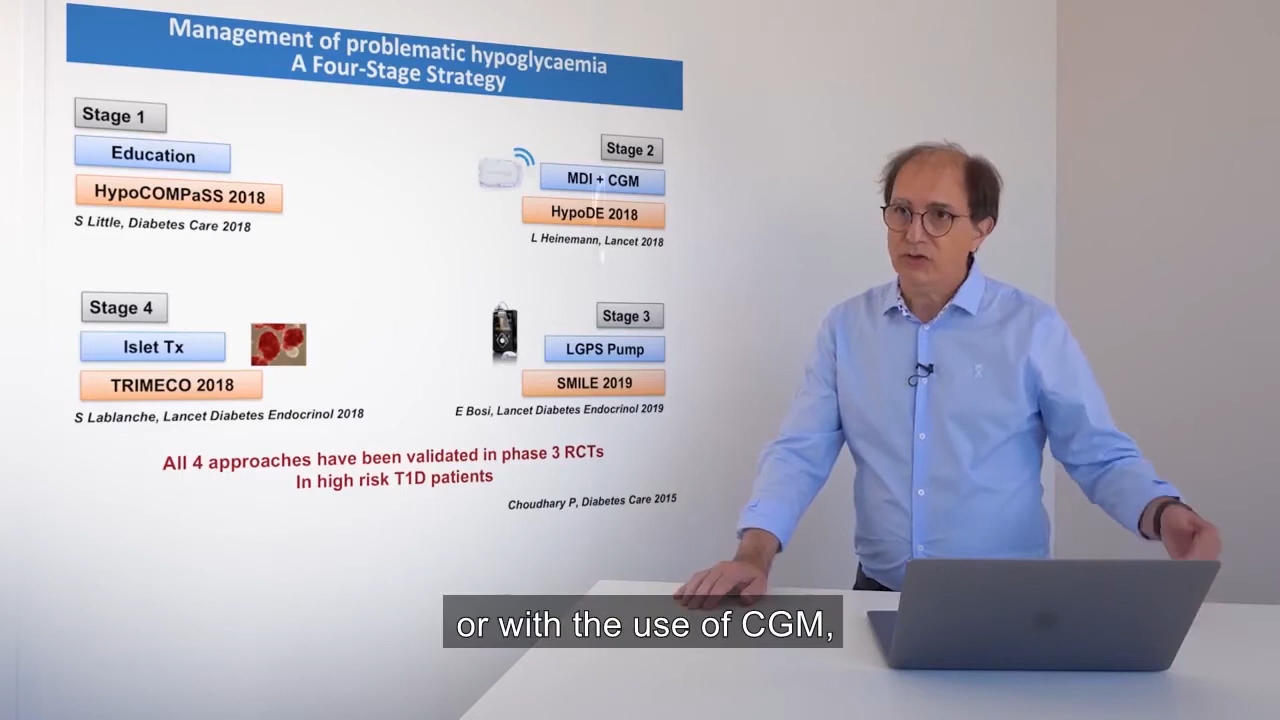 Management of problematic hypoglycaemia
A Four-Stage Strategy
Stage 1
Education
HypoCOMPaSS 2018
S Little, Diabetes Care 2018
Stage 2
MDI + CGM
HypoDE 2018
L Heinemann, Lancet 2018
Stage 4
Islet Tx
TRIMECO 2018
S Lablanche, Lancet Diabetes Endocrinol 2018
Stage 3
LGPS Pump
SMILE 2019
E Bosi, Lancet Diabetes Endocrinol 2019
All 4 approaches have been validated in phase 3 RCTs
In high risk T1D patients
Choudhary P, Diabetes Care 2015
or with the use of CGM,